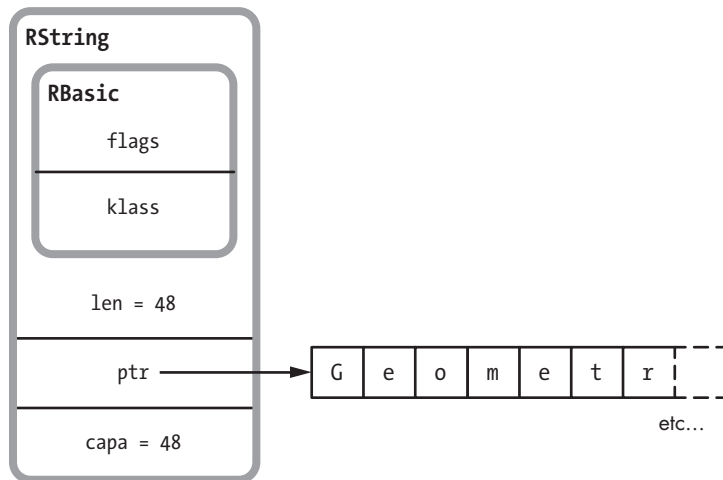 RString
RBasic
flags
klass
len = 48
ptr
G e o m e t r
etc...
capa = 48